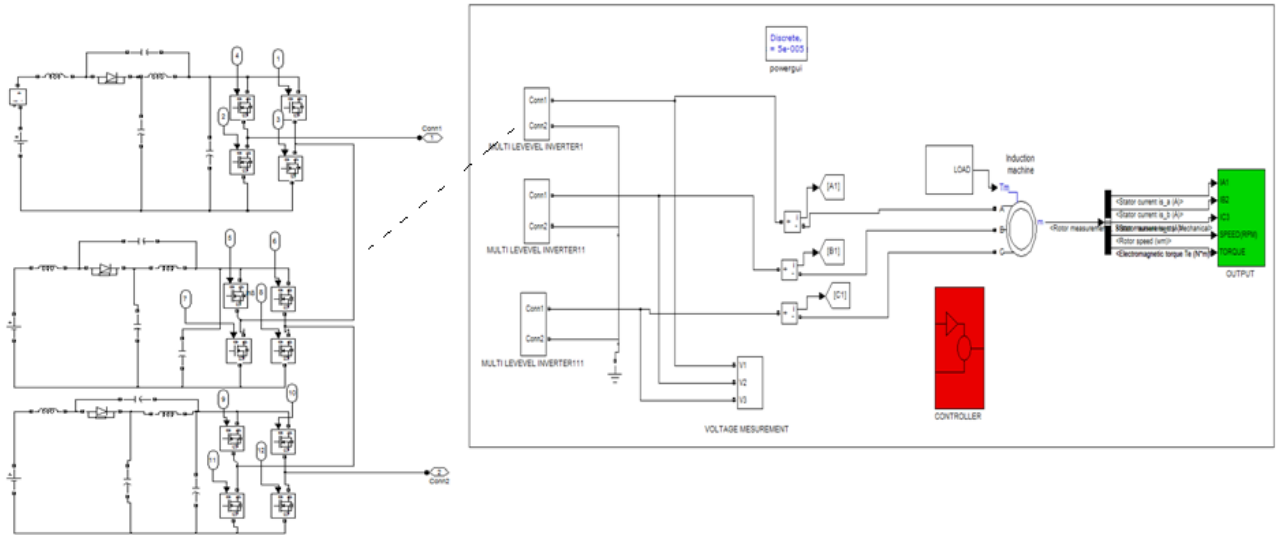 4
1
2
3
Conn1
1
5
6
7
8
9
10
11
12
2
Conn2
Discrete,
= 5e-005
powergui
Conn1
Conn2
MULTI LEVEVEL INVERTER1
Conn1
Conn2
MULTI LEVEVEL INVERTER11
Conn1
Conn2
MULTI LEVEVEL INVERTER111
[A1]
[B1]
[C1]
V1
V2
V3
VOLTAGE MESUREMENT
LOAD
Induction
machine
Tm
A
B
C
m
<Stator current is_a (A)>
<Stator current is_b (A)>
<Rotor speed (wm)>
<Electromagnetic torque Te (N*m)>
IA1
IB2
IC3
SPEED(RPM)
TORQUE
OUTPUT
CONTROLLER